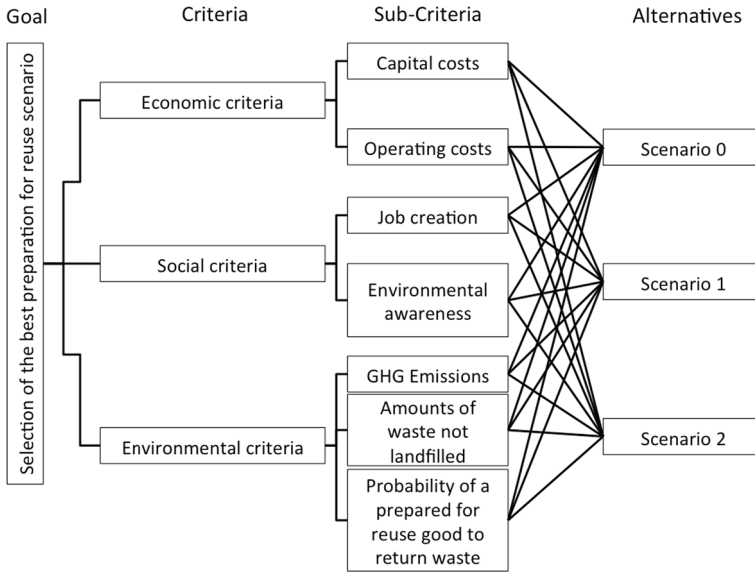 Goal
Criteria
Sub-Criteria
Alternatives
Selection of the best preparation for reuse scenario
Economic criteria
Social criteria
Environmental criteria
Capital costs
Operating costs
Job creation
Environmental
awareness
GHG Emissions
Amounts of
waste not
landfilled
Probability of a
prepared for
reuse good to
return waste
Scenario 0
Scenario 1
Scenario 2